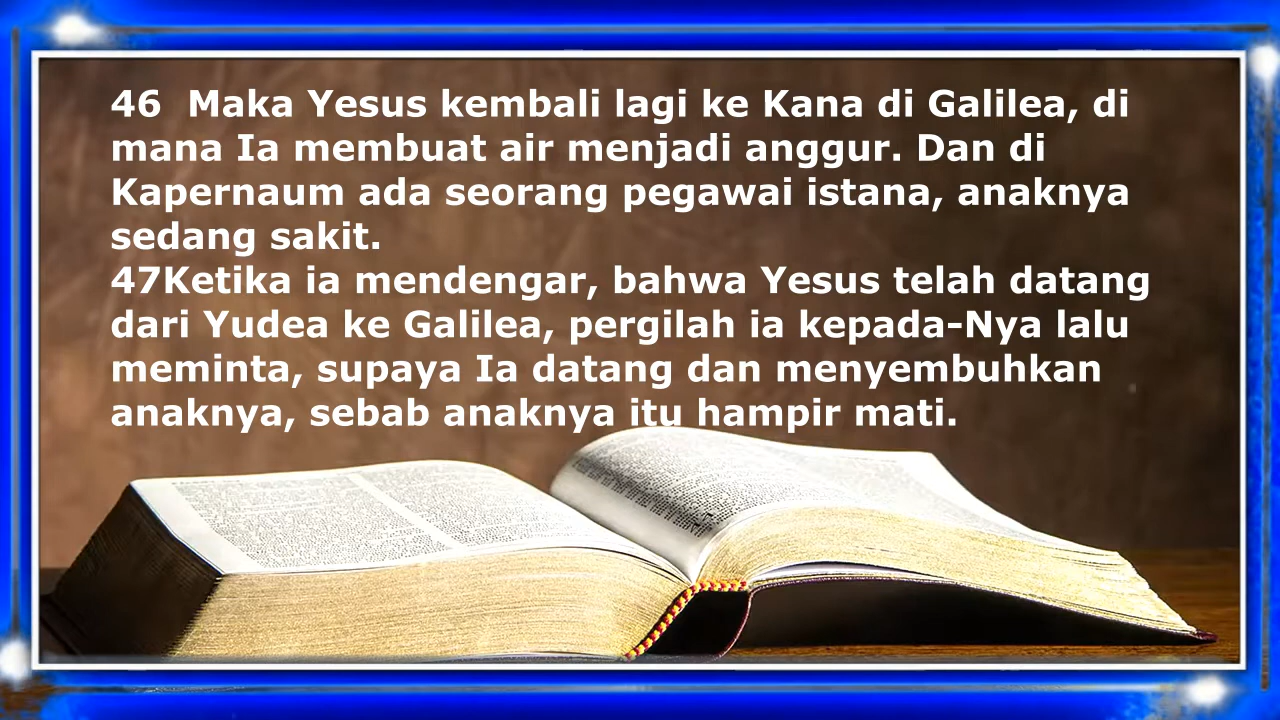 46  Maka Yesus kembali lagi ke Kana di Galilea, di
mana Ia membuat air menjadi anggur. Dan di
Kapernaum ada seorang pegawai istana, anaknya
sedang sakit.
47Ketika ia mendengar, bahwa Yesus telah datang
dari Yudea ke Galilea, pergilah ia kepada-Nya lalu
meminta, supaya Ia datang dan menyembuhkan
anaknya, sebab anaknya itu hampir mati.